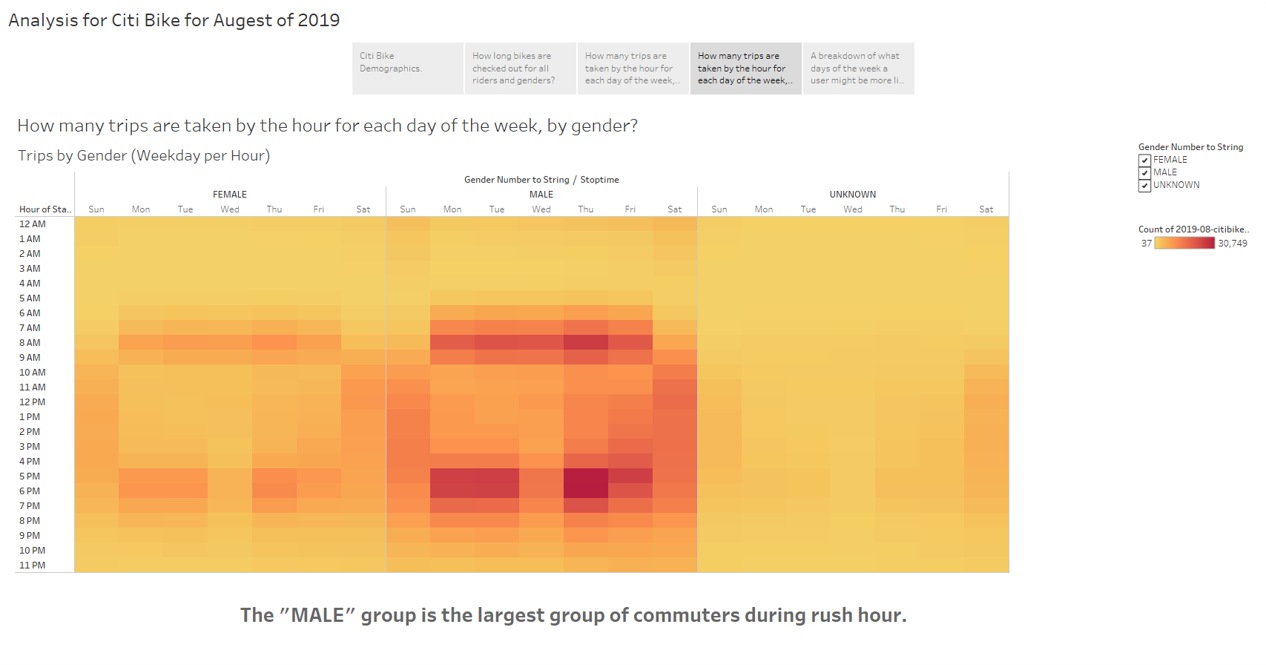 Analysis for Citi Bike for Augest of 2019
Citi Bike
Demographics.
How long bikes are
checked out for all
riders and genders?
How many trips are
taken by the hour for
each day of the week,..
How many trips are
taken by the hour for
each day of the week,..
A breakdown of what
days of the week a
user might be more li..
How many trips are taken by the hour for each day of the week, by gender?
Trips by Gender (Weekday per Hour)
Gender Number to String / Stoptime
FEMALE MALE UNKNOWN
Hour of Sta.. Sun Mon Tue Wed Thu Fri Sat Sun Mon Tue Wed Thu Fri Sat Sun Mon Tue Wed Thu Fri Sat
12 AM
1 AM
2 AM
3 AM
4 AM
5 AM
6 AM
7 AM
8 AM
9 AM
10 AM
11 AM
12 PM
1 PM
2 PM
3 PM
4 PM
5 PM
6 PM
7 PM
8 PM
9 PM
10 PM
11 PM
Gender Number to String
FEMALE
MALE
UNKNOWN
Count of 2019-08-citibike..
37 30,749
The "MALE" group is the largest group of commuters during rush hour.